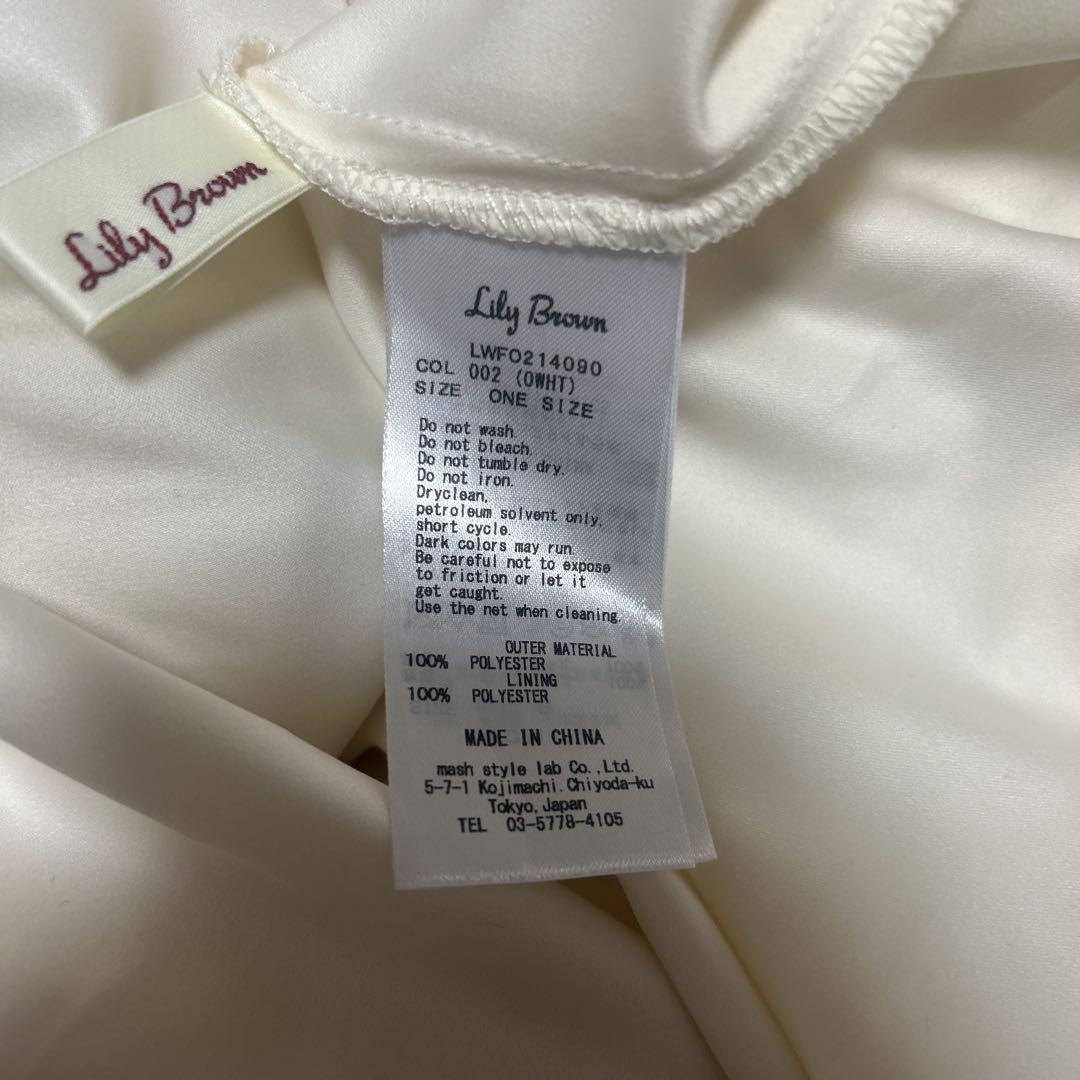 Lily Brown
Lily Brown
LWFO214090
COL 002 (OWHT)
SIZE ONE SIZE
Do not wash.
Do not bleach.
Do not tumble dry.
Do not iron.
Dryclean,
petroleum solvent only,
short cycle.
Dark colors may run.
Be careful not to expose
to friction or let it
get caught.
Use the net when cleaning.
OUTER MATERIAL
100% POLYESTER
LINING
100% POLYESTER
MADE IN CHINA
mash style lab Co.,Ltd.
5-7-1 Kojimachi.Chiyoda-ku
Tokyo,Japan
TEL 03-5778-4105